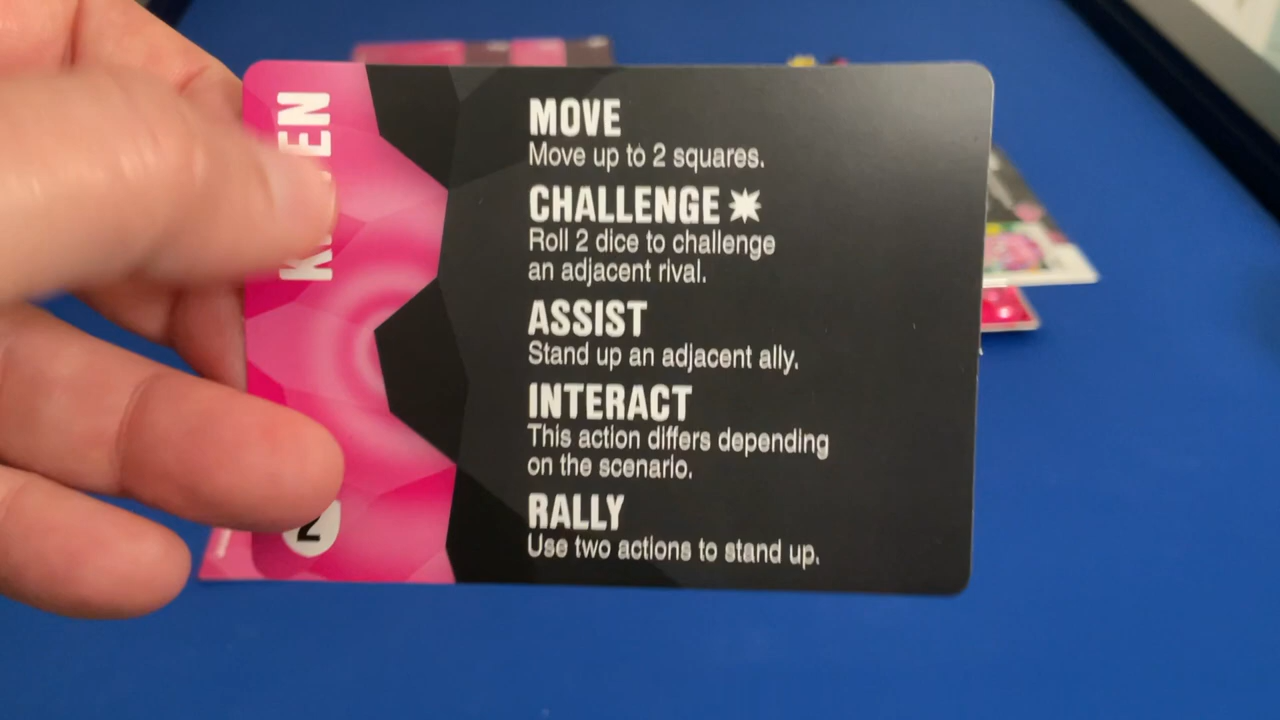 MOVE
Move up to 2 squares.
CHALLENGE
Roll 2 dice to challenge
an adjacent rival.
ASSIST
Stand up an adjacent ally.
INTERACT
This action differs depending
on the scenario.
RALLY
Use two actions to stand up.